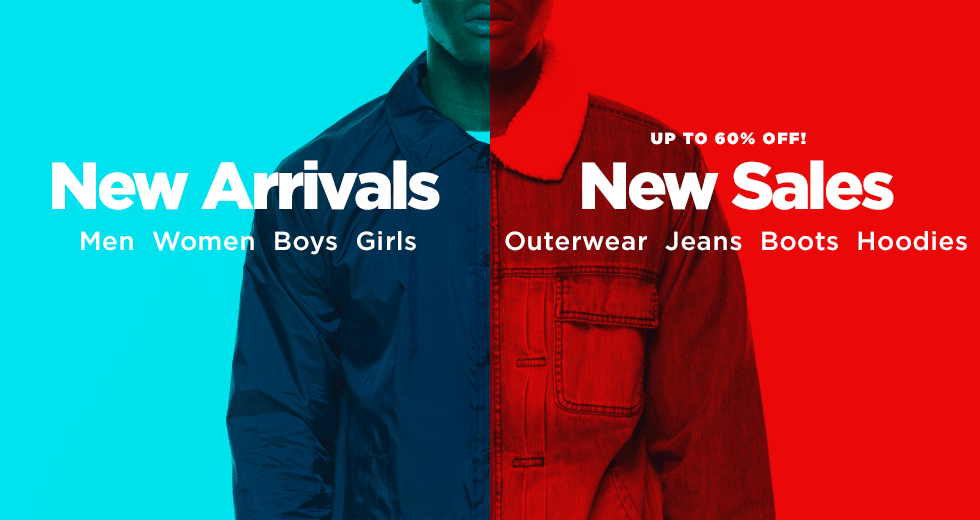 New Arrivals
Men Women Boys Girls
UP TO 60% OFF!
New Sales
Outerwear Jeans Boots Hoodies